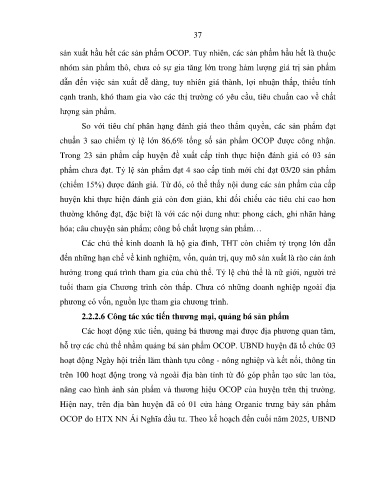 37
sản xuất hầu hết các sản phẩm OCOP. Tuy nhiên, các sản phẩm hầu hết là thuộc
nhóm sản phẩm thô, chưa có sự gia tăng lớn trong hàm lượng giá trị sản phẩm
dẫn đến việc sản xuất dễ dàng, tuy nhiên giá thành, lợi nhuận thấp, thiếu tính
cạnh tranh, khó tham gia vào các thị trường có yêu cầu, tiêu chuẩn cao về chất
lượng sản phẩm.
So với tiêu chí phân hạng đánh giá theo thẩm quyền, các sản phẩm đạt
chuẩn 3 sao chiếm tỷ lệ lớn 86,6% tổng số sản phẩm OCOP được công nhận.
Trong 23 sản phẩm cấp huyện đề xuất cấp tỉnh thực hiện đánh giá có 03 sản
phẩm chưa đạt. Tỷ lệ sản phẩm đạt 4 sao cấp tỉnh mới chỉ đạt 03/20 sản phẩm
(chiếm 15%) được đánh giá. Từ đó, có thể thấy nội dung các sản phẩm của cấp
huyện khi thực hiện đánh giá còn đơn giản, khi đối chiếu các tiêu chí cao hơn
thường không đạt, đặc biệt là với các nội dung như: phong cách, ghi nhãn hàng
hóa; câu chuyện sản phẩm; công bố chất lượng sản phẩm…
Các chủ thể kinh doanh là hộ gia đình, THT còn chiếm tỷ trọng lớn dẫn
đến những hạn chế về kinh nghiệm, vốn, quản trị, quy mô sản xuất là rào cản ảnh
hưởng trong quá trình tham gia của chủ thể. Tỷ lệ chủ thể là nữ giới, người trẻ
tuổi tham gia Chương trình còn thấp. Chưa có những doanh nghiệp ngoài địa
phương có vốn, nguồn lực tham gia chương trình.
2.2.2.6 Công tác xúc tiến thương mại, quảng bá sản phẩm
Các hoạt động xúc tiến, quảng bá thương mại được địa phương quan tâm,
hỗ trợ các chủ thể nhằm quảng bá sản phẩm OCOP. UBND huyện đã tổ chức 03
hoạt động Ngày hội triển lãm thành tựu công - nông nghiệp và kết nối, thông tin
trên 100 hoạt động trong và ngoài địa bàn tỉnh từ đó góp phần tạo sức lan tỏa,
nâng cao hình ảnh sản phẩm và thương hiệu OCOP của huyện trên thị trường.
Hiện nay, trên địa bàn huyện đã có 01 cửa hàng Organic trưng bày sản phẩm
OCOP do HTX NN Ái Nghĩa đầu tư. Theo kế hoạch đến cuối năm 2025, UBND